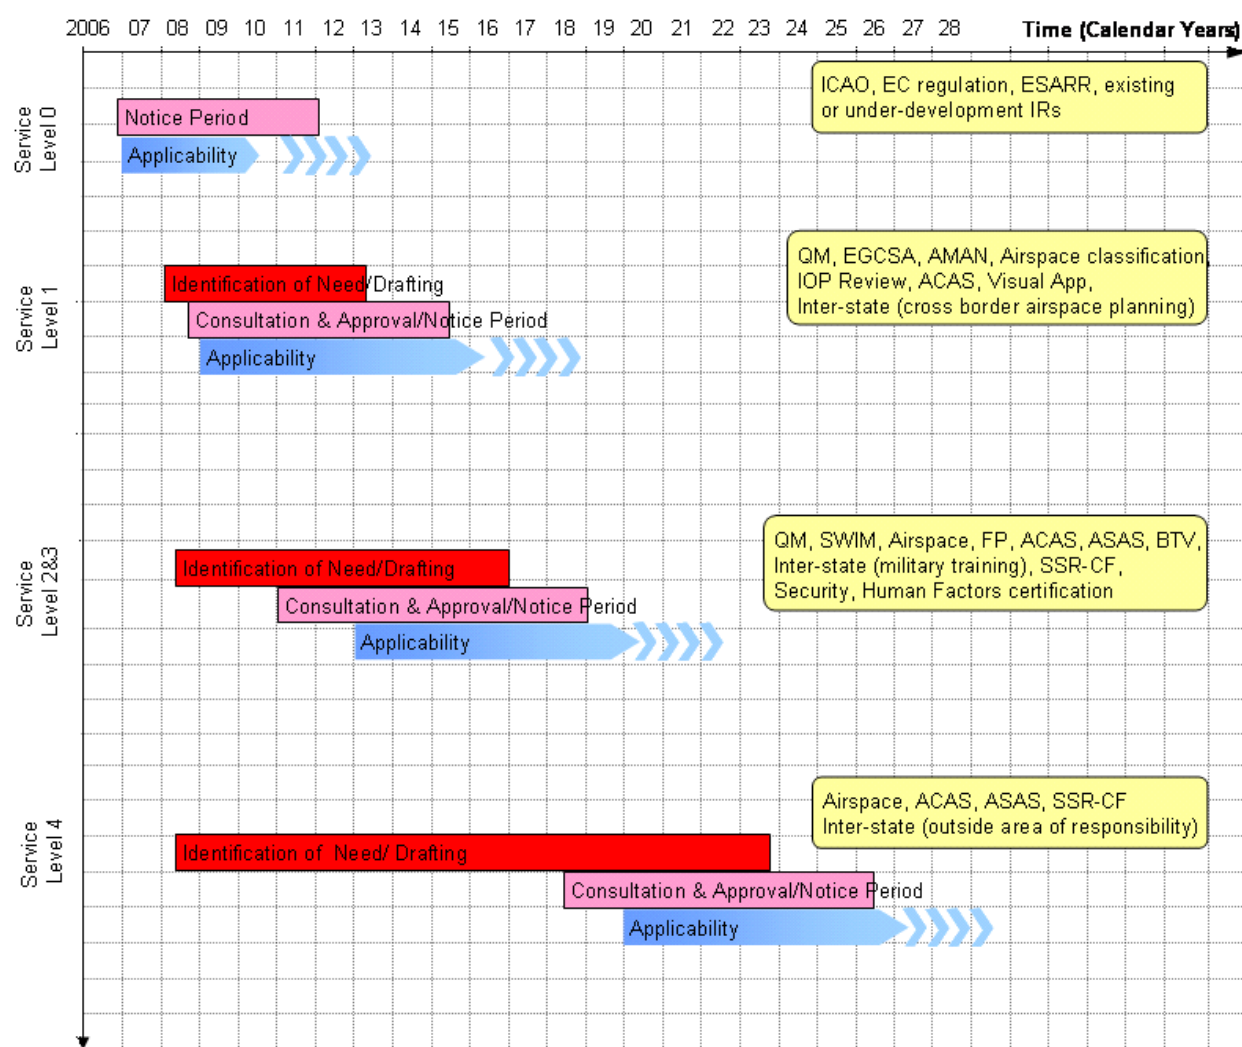 2006 07 08 09 10 11 12 13 14 15 16 17 18 19 20 21 22 23 24 25 26 27 28 Time (Calendar Years)
Service
Level 0
Notice Period
Applicability
ICAO, EC regulation, ESARR, existing
or under-development IRs
Service
Level 1
Identification of Need/Drafting
Consultation & Approval/Notice Period
Applicability
QM, EGCSA, AMAN, Airspace classification,
IOP Review, ACAS, Visual App,
Inter-state (cross border airspace planning)
Service
Level 2&3
Identification of Need/Drafting
Consultation & Approval/Notice Period
Applicability
QM, SWIM, Airspace, FP, ACAS, ASAS, BTV,
Inter-state (military training), SSR-CF,
Security, Human Factors certification
Service
Level 4
Identification of Need/ Drafting
Consultation & Approval/Notice Period
Applicability
Airspace, ACAS, ASAS, SSR-CF
Inter-state (outside area of responsibility)